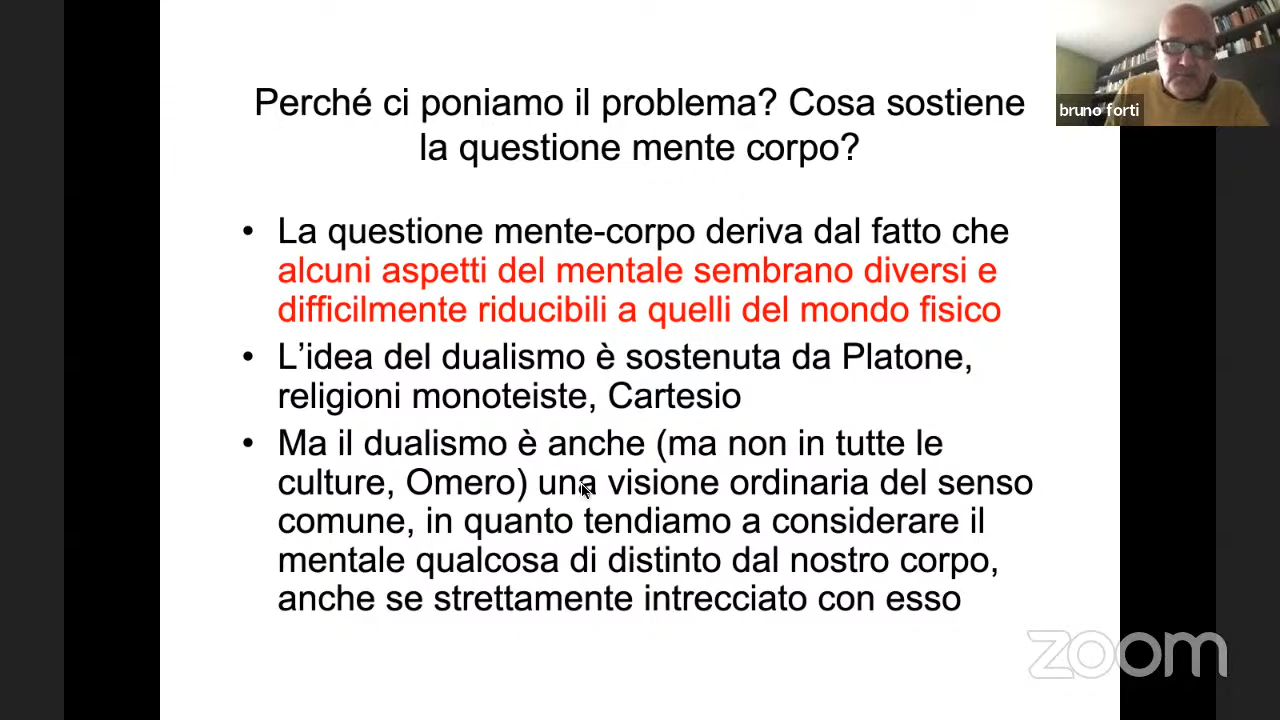 Perché ci poniamo il problema? Cosa sostiene
la questione mente corpo?
bruno forti
• La questione mente-corpo deriva dal fatto che
alcuni aspetti del mentale sembrano diversi e
difficilmente riducibili a quelli del mondo fisico
• L’idea del dualismo è sostenuta da Platone,
religioni monoteiste, Cartesio
• Ma il dualismo è anche (ma non in tutte le
culture, Omero) una visione ordinaria del senso
comune, in quanto tendiamo a considerare il
mentale qualcosa di distinto dal nostro corpo,
anche se strettamente intrecciato con esso
zoom